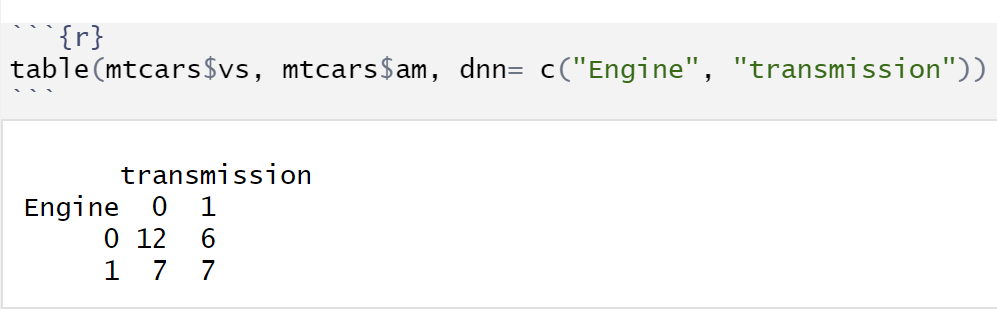 ```{r}
table(mtcars$vs, mtcars$am, dnn= c("Engine", "transmission"))
```
      transmission
Engine  0  1
     0 12  6
     1  7  7